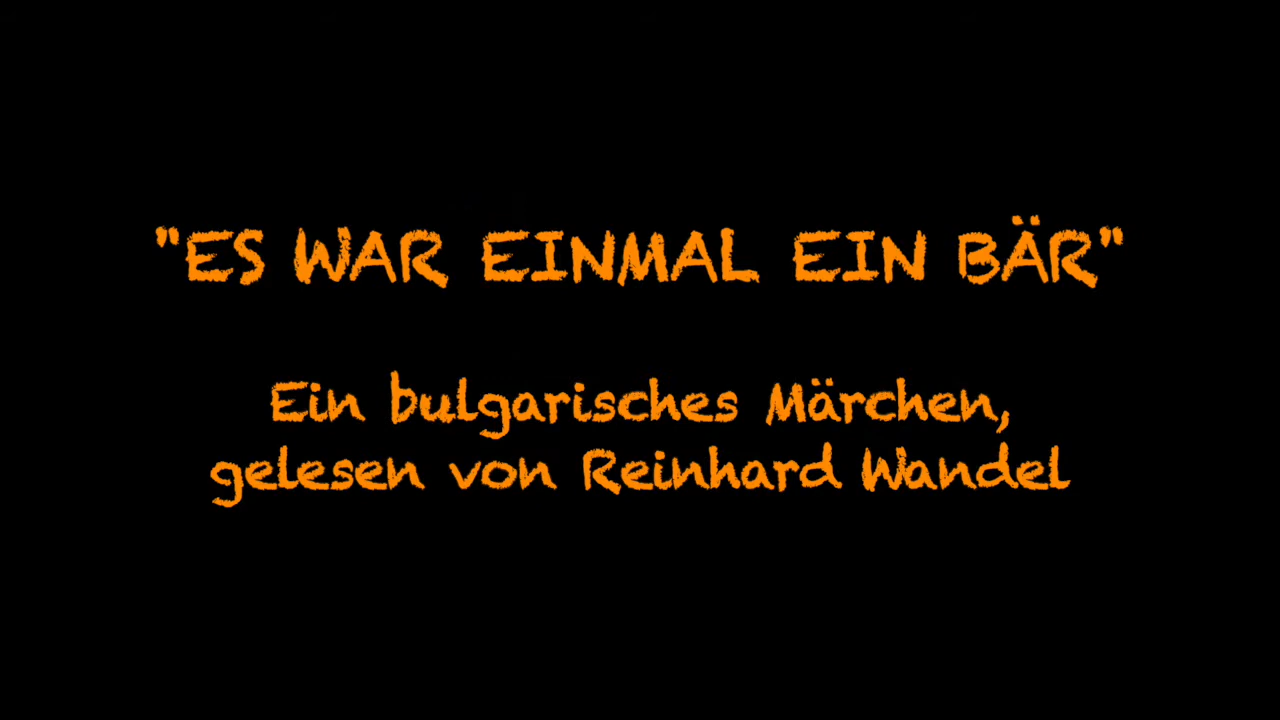 "ES WAR EINMAL EIN BÄR"
Ein bulgarisches Märchen,
gelesen von Reinhard Wandel